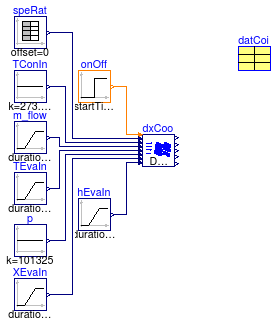 speRat
offset=0
datCoi
TConIn
k=273....
onOff
startTi...
m_flow
duratio...
dxCoo
D...
TEvaIn
duratio...
hEvaIn
duratio...
p
k=101325
XEvaIn
duratio...